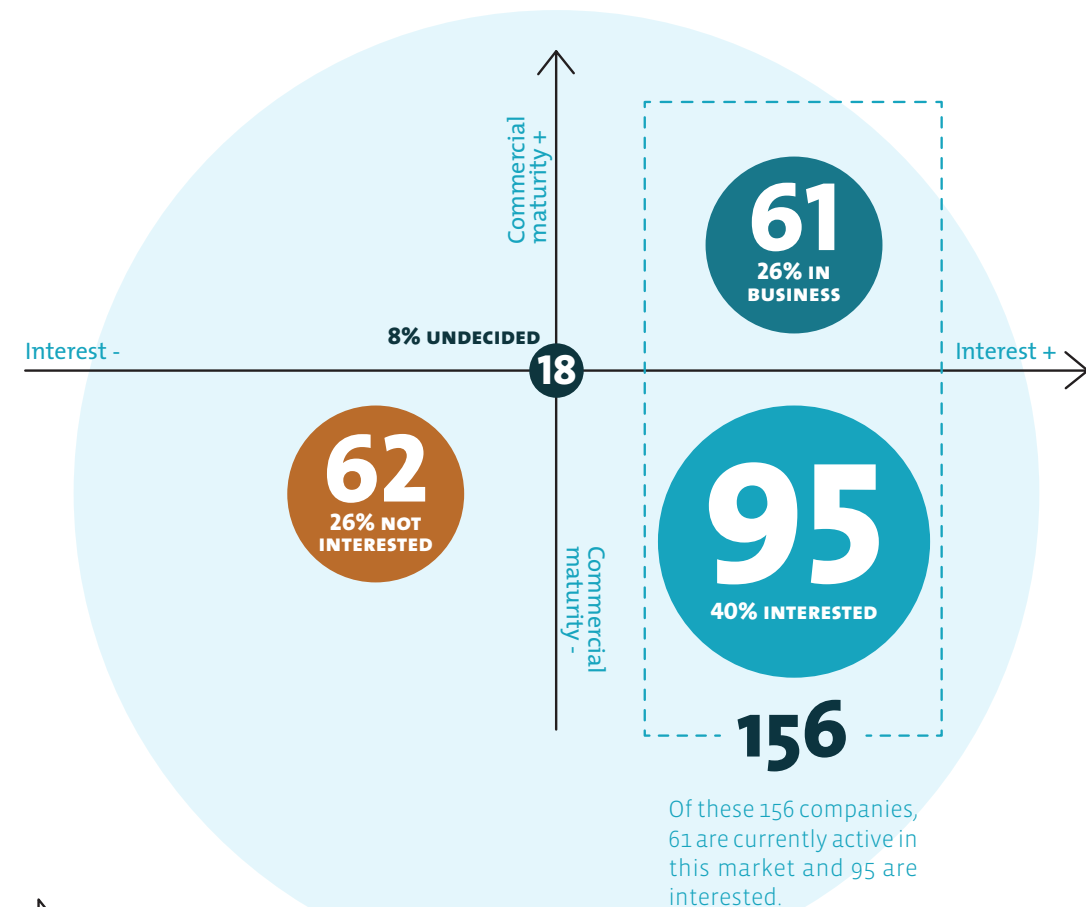 Commercial
maturity +
61
26% IN
BUSINESS
8% UNDECIDED
Interest -
18
Interest +
62
26% NOT
INTERESTED
95
40% INTERESTED
Commercial
maturity -
156
Of these 156 companies,
61 are currently active in
this market and 95 are
interested.